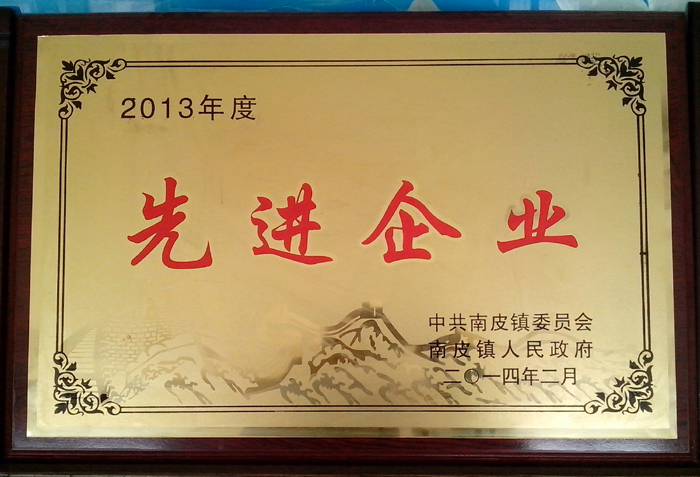 2013年度
先进企业
中共南皮镇委员会
南皮镇人民政府
二〇一四年二月